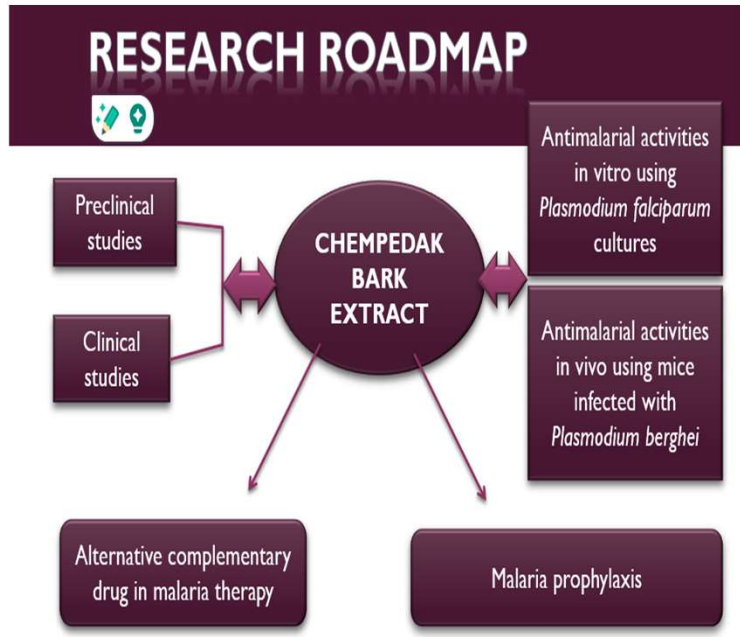 RESEARCH ROADMAP
Preclinical
studies
Clinical
studies
CHEMPEDAK
BARK
EXTRACT
Antimalarial activities
in vitro using
Plasmodium falciparum
cultures
Antimalarial activities
in vivo using mice
infected with
Plasmodium berghei
Alternative complementary
drug in malaria therapy
Malaria prophylaxis